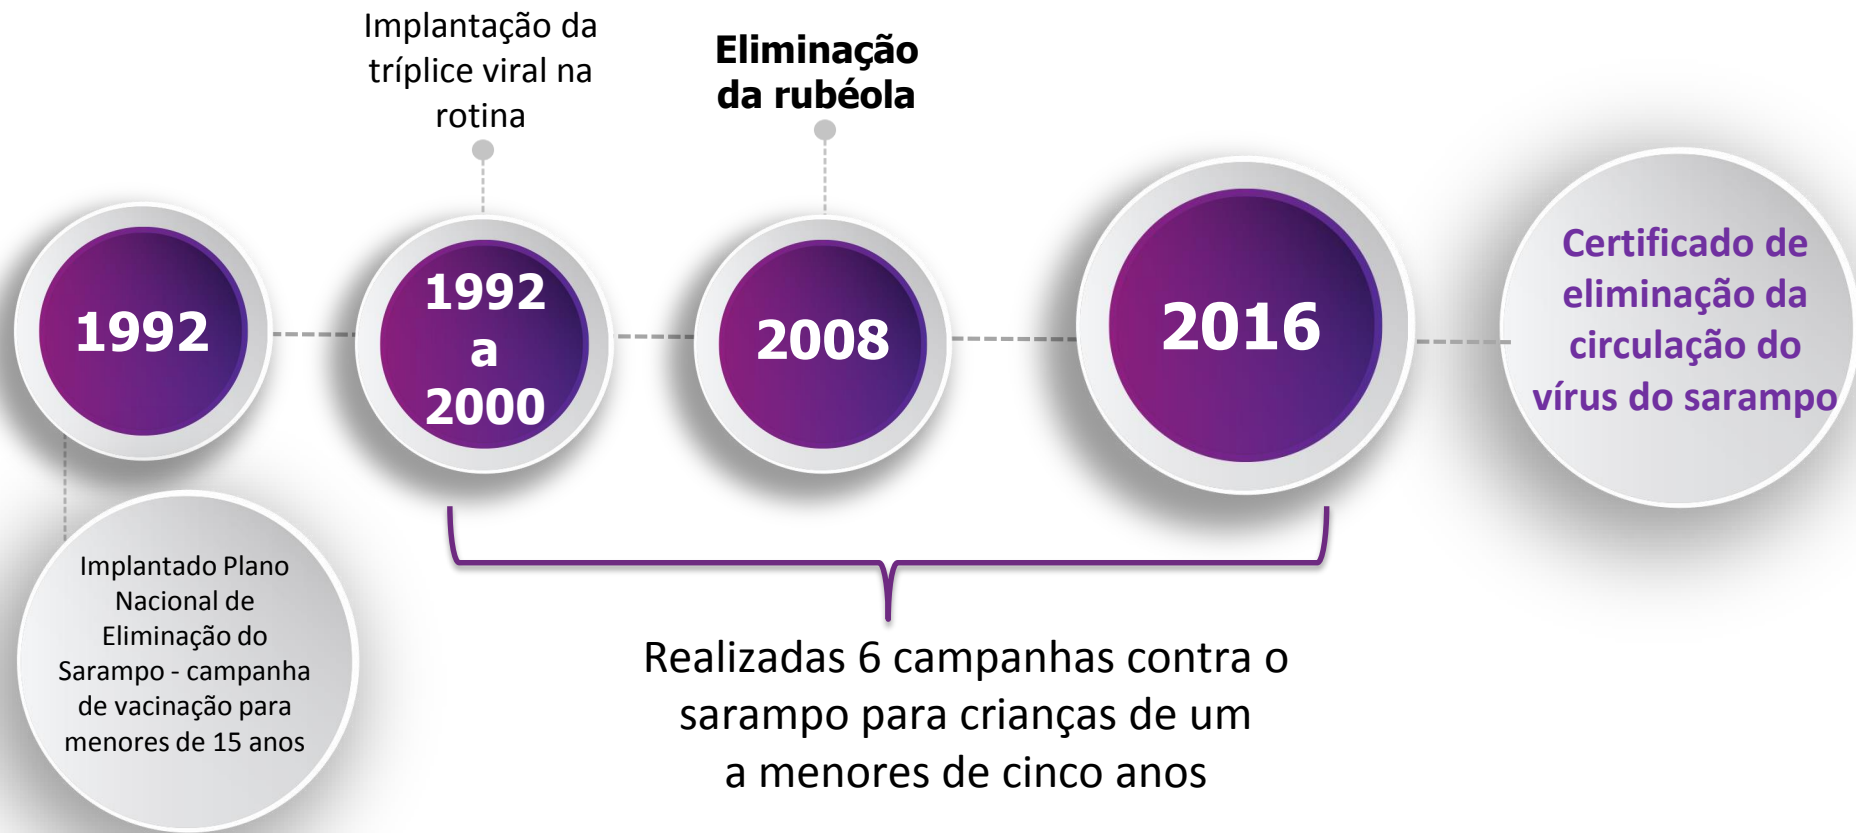 1992
Implantado Plano
Nacional de
Eliminação do
Sarampo - campanha
de vacinação para
menores de 15 anos
Implantação da
tríplice viral na
rotina
1992
a
2000
Eliminação
da rubéola
2008
2016
Certificado de
eliminação da
circulação do
vírus do sarampo
Realizadas 6 campanhas contra o
sarampo para crianças de um
a menores de cinco anos